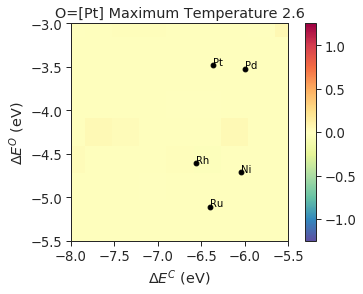 O=[Pt] Maximum Temperature 2.6
−3.0
−3.5
−4.0
−4.5
−5.0
−5.5
ΔE^O (eV)
Pt
Pd
Rh
Ni
Ru
−8.0 −7.5 −7.0 −6.5 −6.0 −5.5
ΔE^C (eV)
1.0
0.5
0.0
−0.5
−1.0